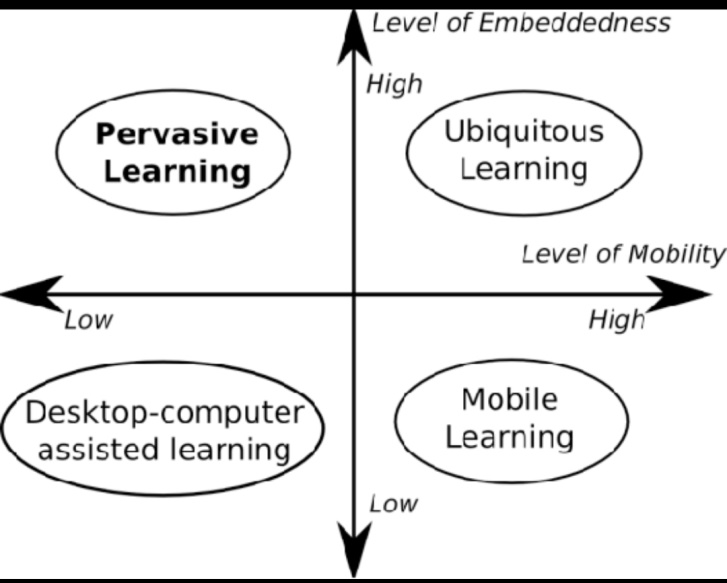 Level of Embeddedness
High
Pervasive
Learning
Ubiquitous
Learning
Level of Mobility
Low
High
Desktop-computer
assisted learning
Mobile
Learning
Low